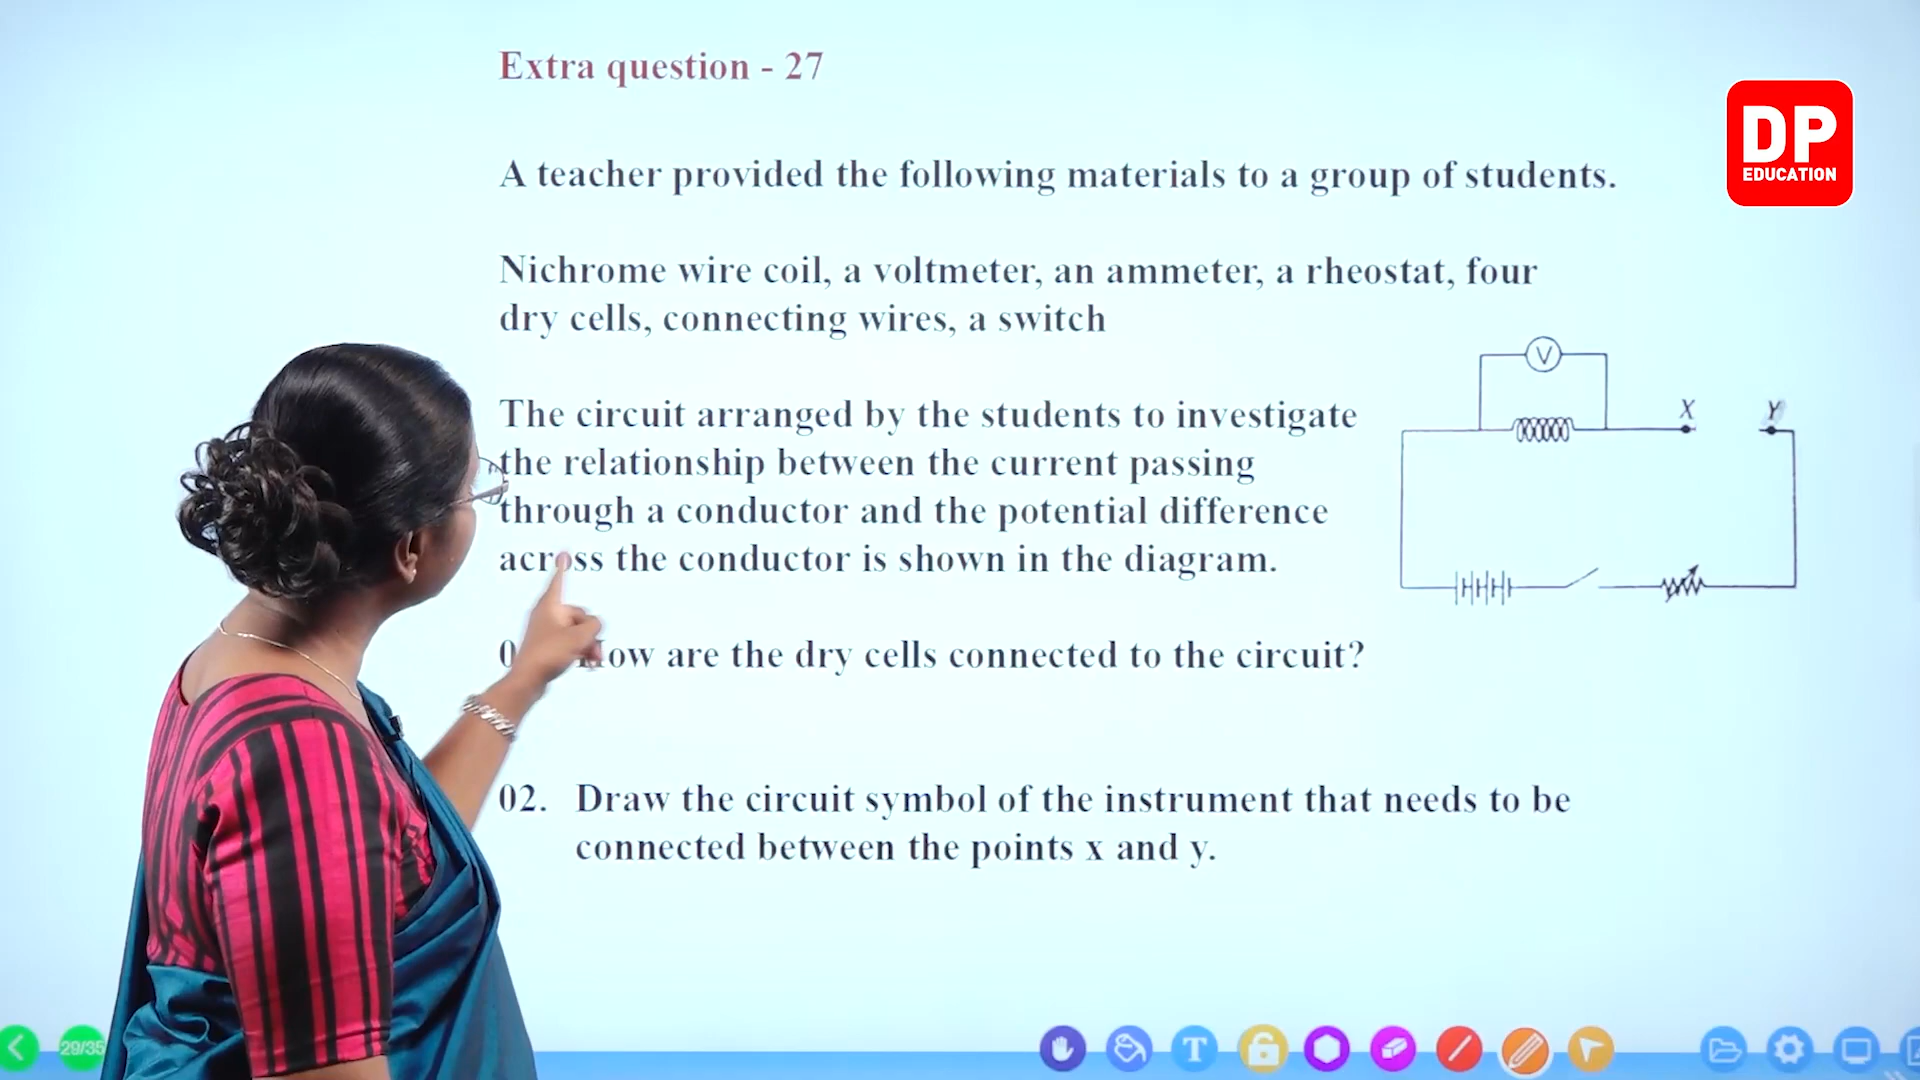 Extra question - 27
DP
EDUCATION
A teacher provided the following materials to a group of students.
Nichrome wire coil, a voltmeter, an ammeter, a rheostat, four
dry cells, connecting wires, a switch
V
The circuit arranged by the students to investigate
X Y
the relationship between the current passing
through a conductor and the potential difference
across the conductor is shown in the diagram.
How are the dry cells connected to the circuit?
02. Draw the circuit symbol of the instrument that needs to be
connected between the points x and y.
29/35
T